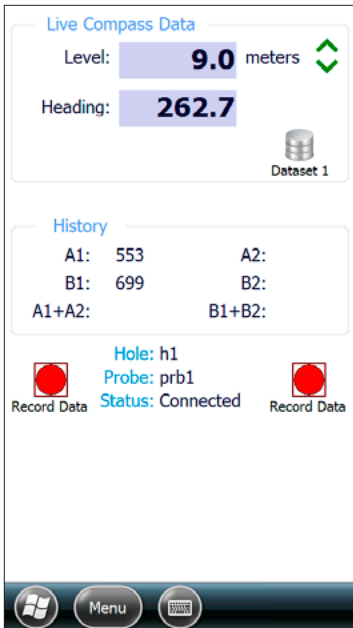 Live Compass Data
Level: 9.0 meters
Heading: 262.7
Dataset 1
History
A1: 553 A2:
B1: 699 B2:
A1+A2: B1+B2:
Hole: h1
Probe: prb1
Record Data Status: Connected Record Data
Menu